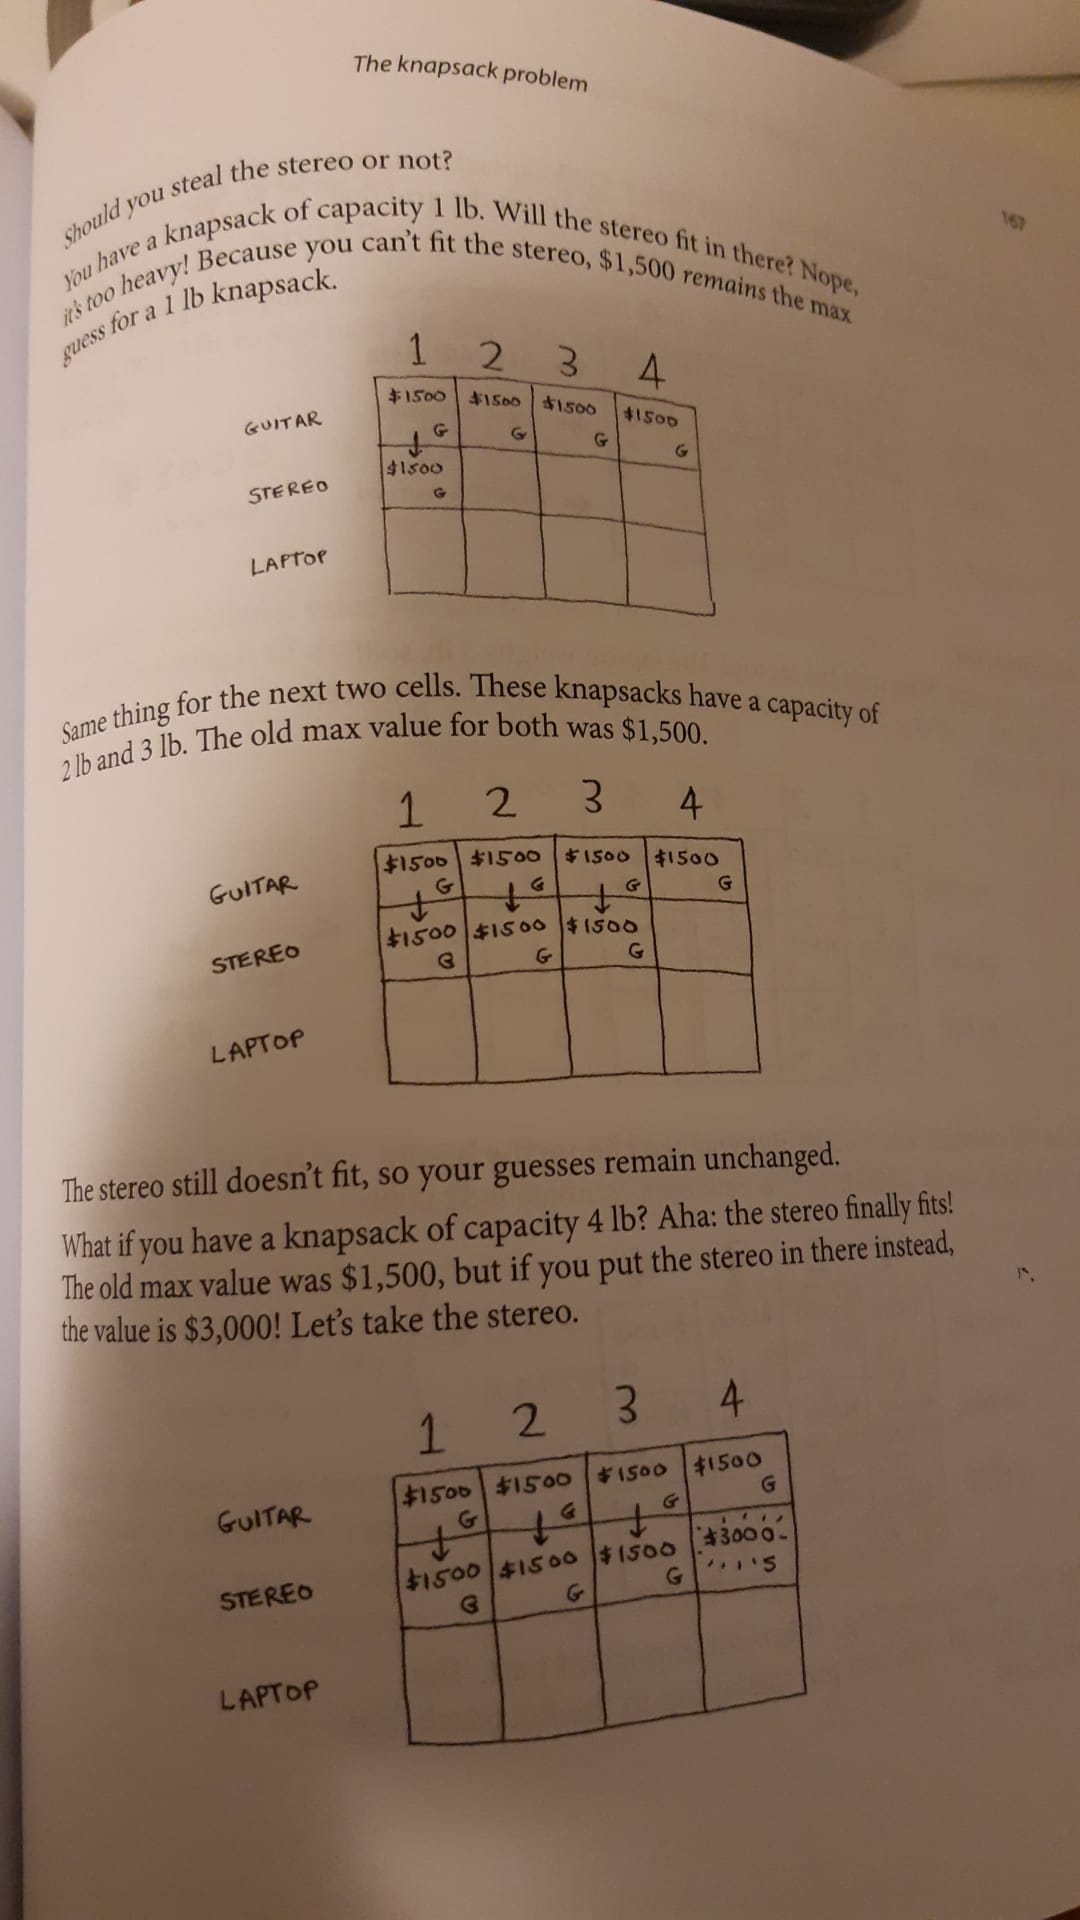 The knapsack problem
167
Should you steal the stereo or not?
You have a knapsack of capacity 1 lb. Will the stereo fit in there? Nope,
it's too heavy! Because you can't fit the stereo, $1,500 remains the max
guess for a 1 lb knapsack.
1 2 3 4
GUITAR $1500 G $1500 G $1500 G $1500 G
STEREO $1500 G
LAPTOP
Same thing for the next two cells. These knapsacks have a capacity of
2 lb and 3 lb. The old max value for both was $1,500.
1 2 3 4
GUITAR $1500 G $1500 G $1500 G $1500 G
STEREO $1500 G $1500 G $1500 G
LAPTOP
The stereo still doesn't fit, so your guesses remain unchanged.
What if you have a knapsack of capacity 4 lb? Aha: the stereo finally fits!
The old max value was $1,500, but if you put the stereo in there instead,
the value is $3,000! Let's take the stereo.
1 2 3 4
GUITAR $1500 G $1500 G $1500 G $1500 G
STEREO $1500 G $1500 G $1500 G $3000 S
LAPTOP